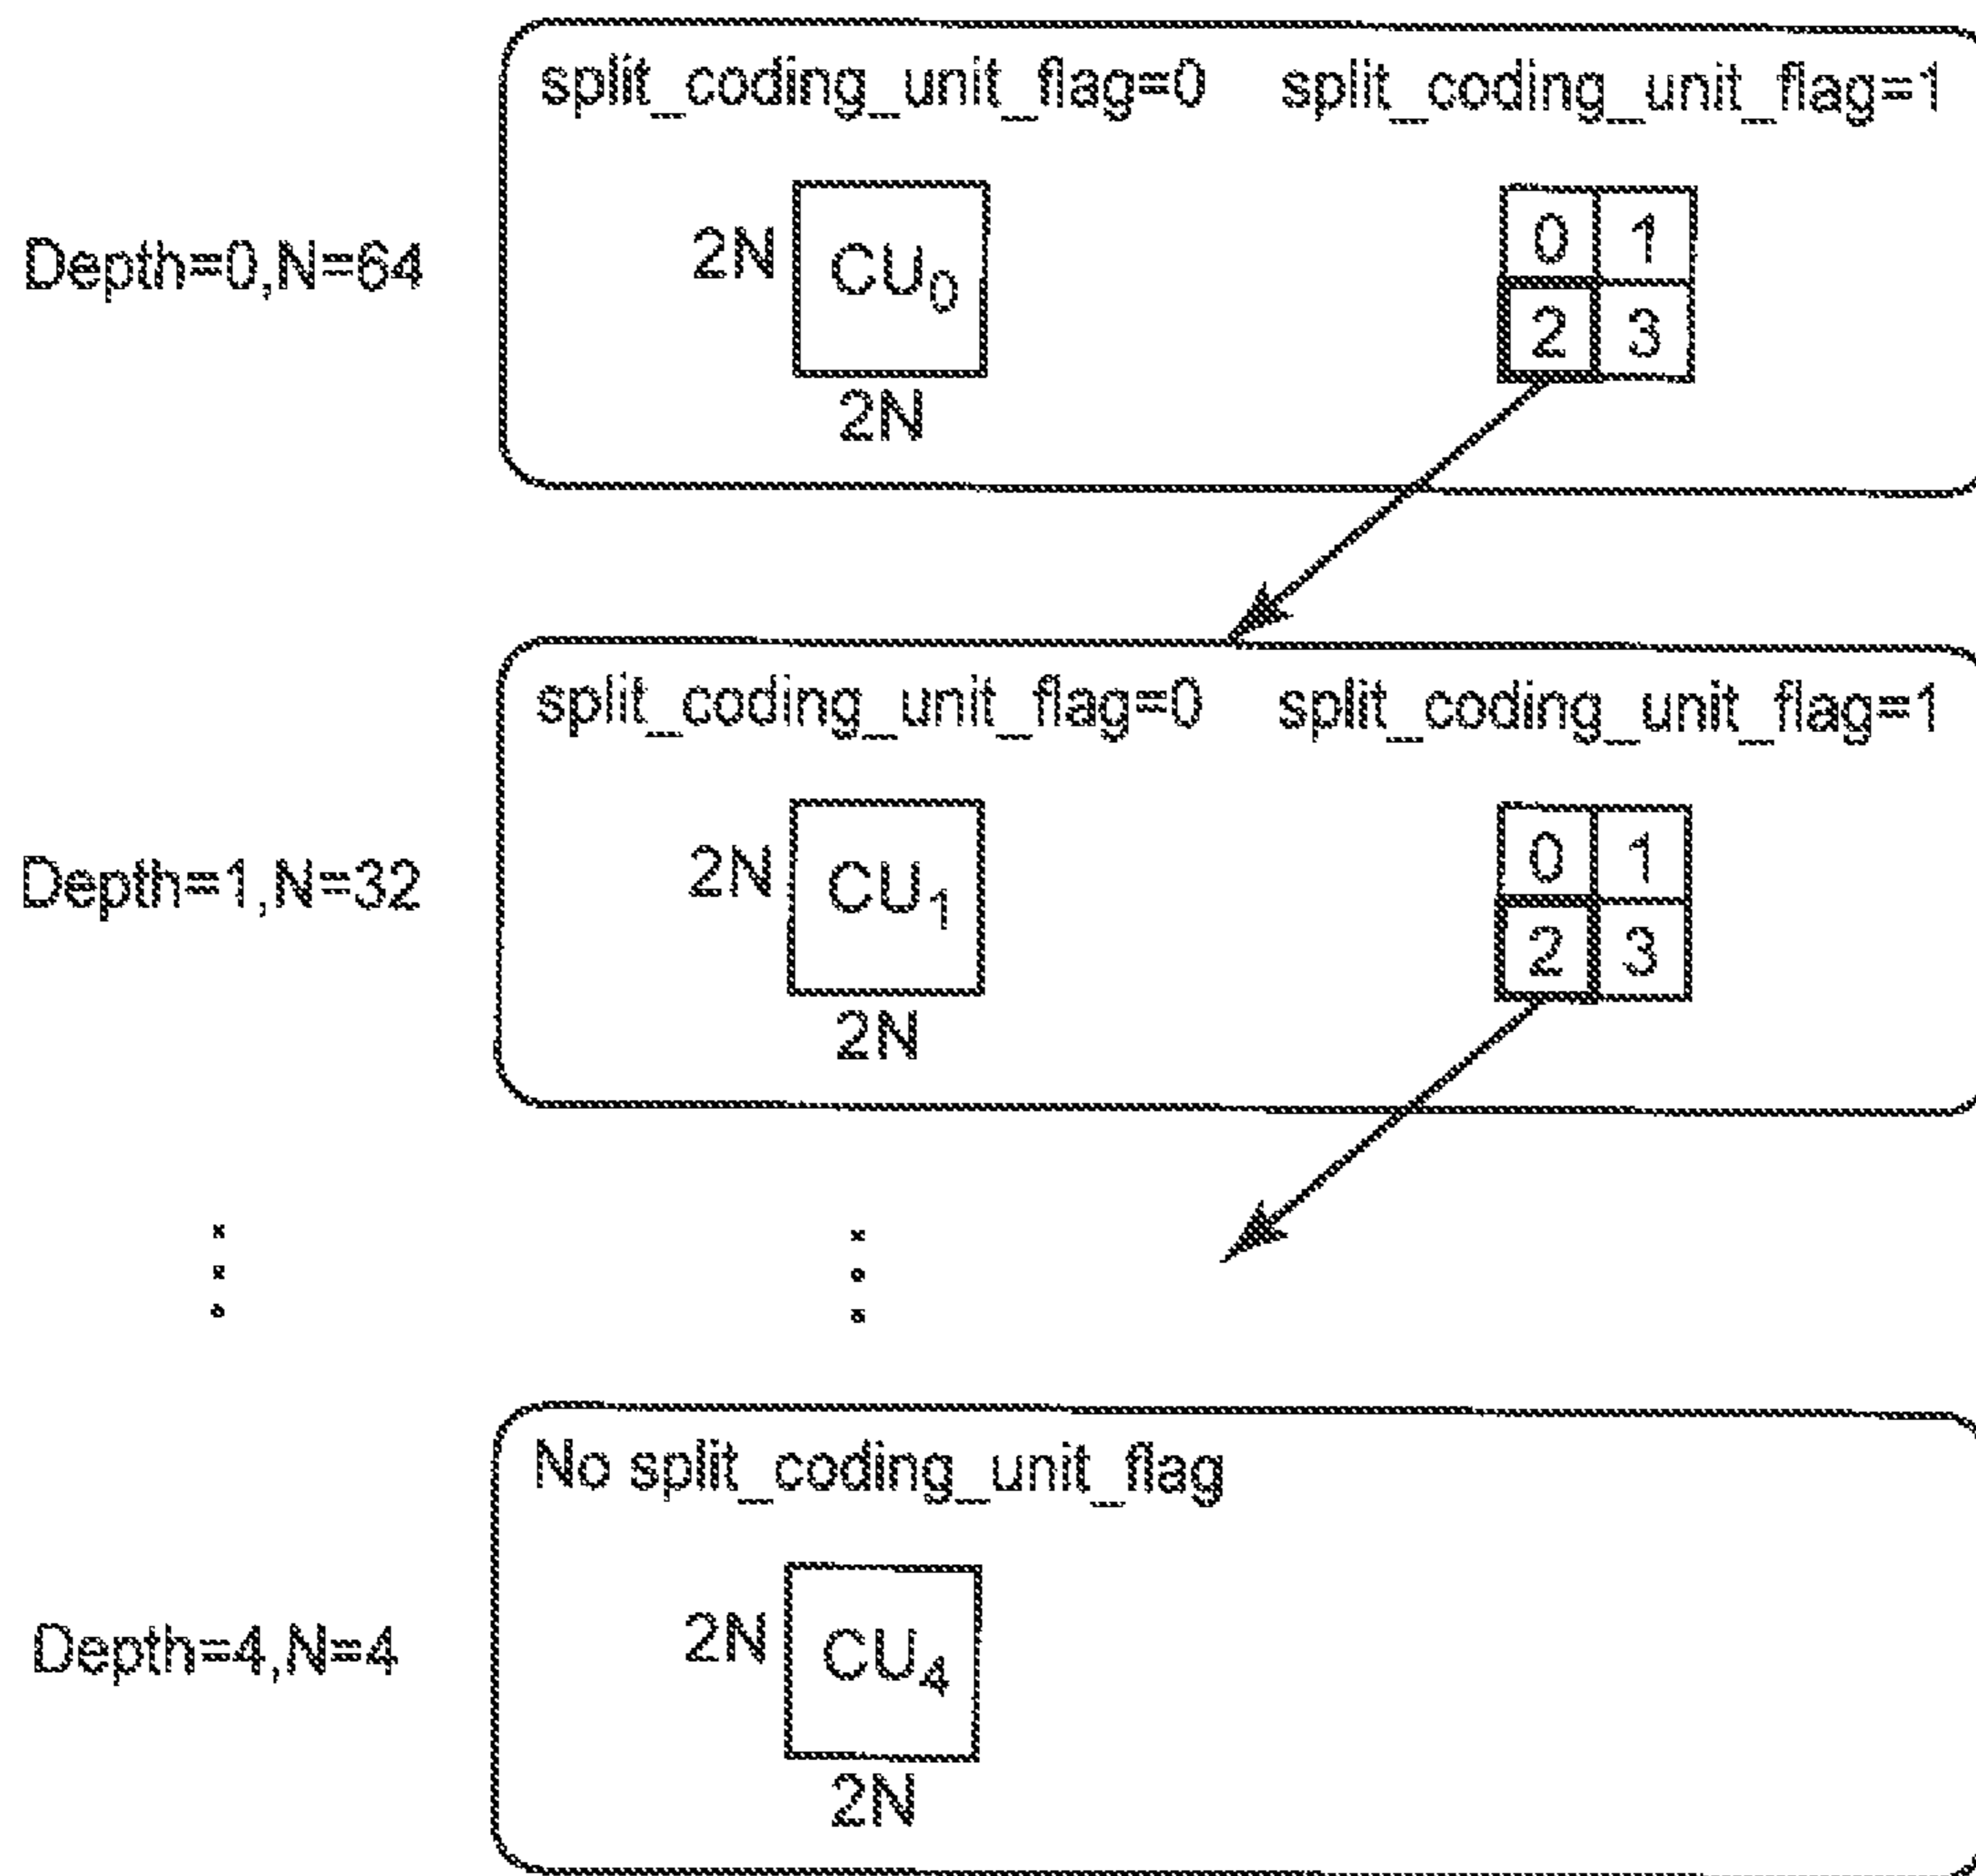 split_coding_unit_flag=0 split_coding_unit_flag=1
Depth=0,N=64
2N
CU0
2N
0 1
2 3
split_coding_unit_flag=0 split_coding_unit_flag=1
Depth=1,N=32
2N
CU1
2N
0 1
2 3
No split_coding_unit_flag
Depth=4,N=4
2N
CU4
2N